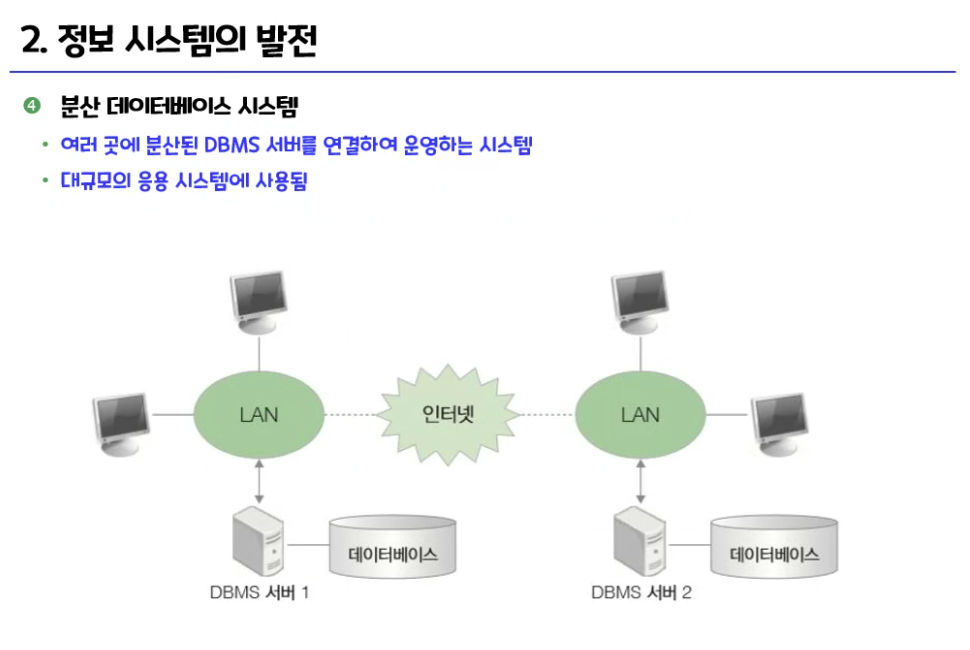 2. 정보 시스템의 발전
❹ 분산 데이터베이스 시스템
• 여러 곳에 분산된 DBMS 서버를 연결하여 운영하는 시스템
• 대규모의 응용 시스템에 사용됨
LAN
인터넷
LAN
데이터베이스
데이터베이스
DBMS 서버 1
DBMS 서버 2